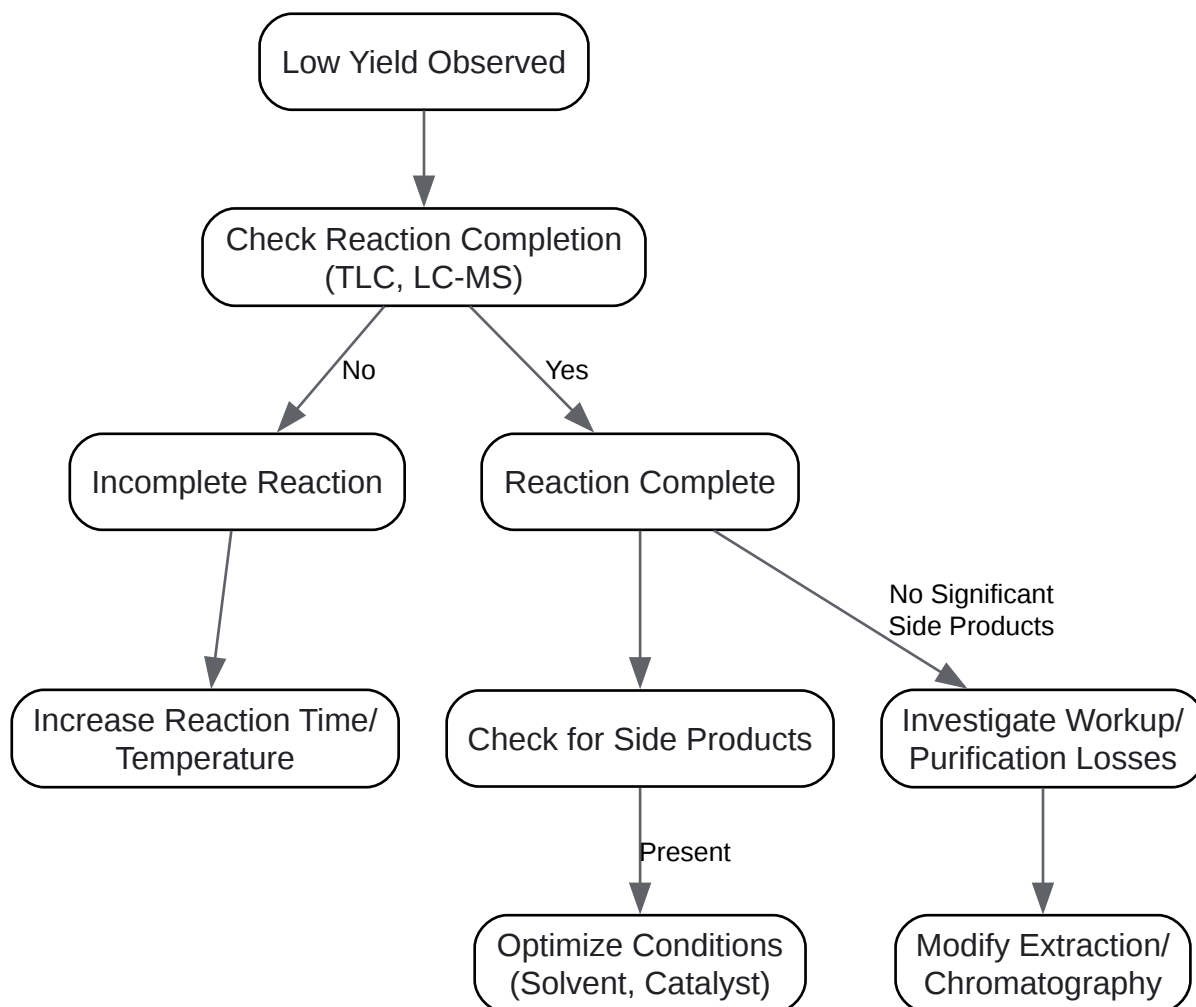 Low Yield Observed
Check Reaction Completion
(TLC, LC-MS)
No
Yes
Incomplete Reaction
Reaction Complete
No Significant
Side Products
Increase Reaction Time/
Temperature
Check for Side Products
Investigate Workup/
Purification Losses
Present
Optimize Conditions
(Solvent, Catalyst)
Modify Extraction/
Chromatography